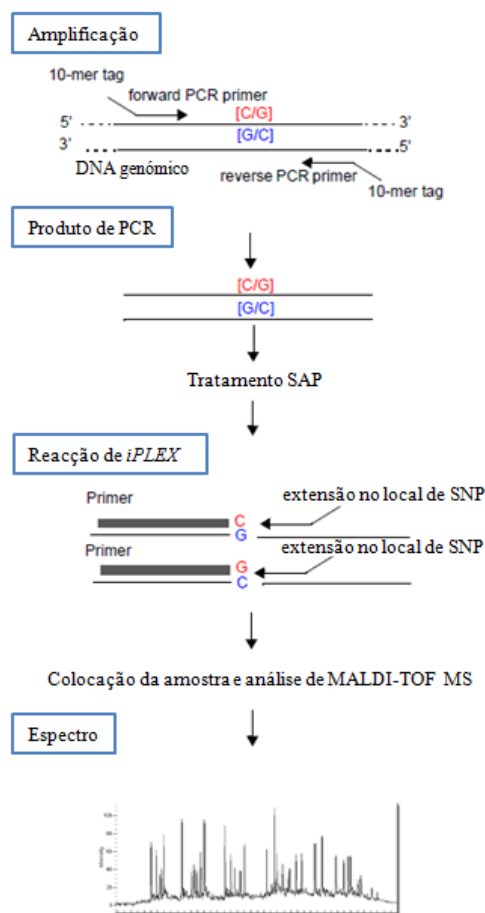 Amplificação
10-mer tag
forward PCR primer
[C/G]
5' 3'
[G/C]
3' 5'
DNA genómico
reverse PCR primer
10-mer tag
Produto de PCR
[C/G]
[G/C]
Tratamento SAP
Reacção de iPLEX
Primer
extensão no local de SNP
C
G
Primer
extensão no local de SNP
G
C
Colocação da amostra e análise de MALDI-TOF MS
Espectro